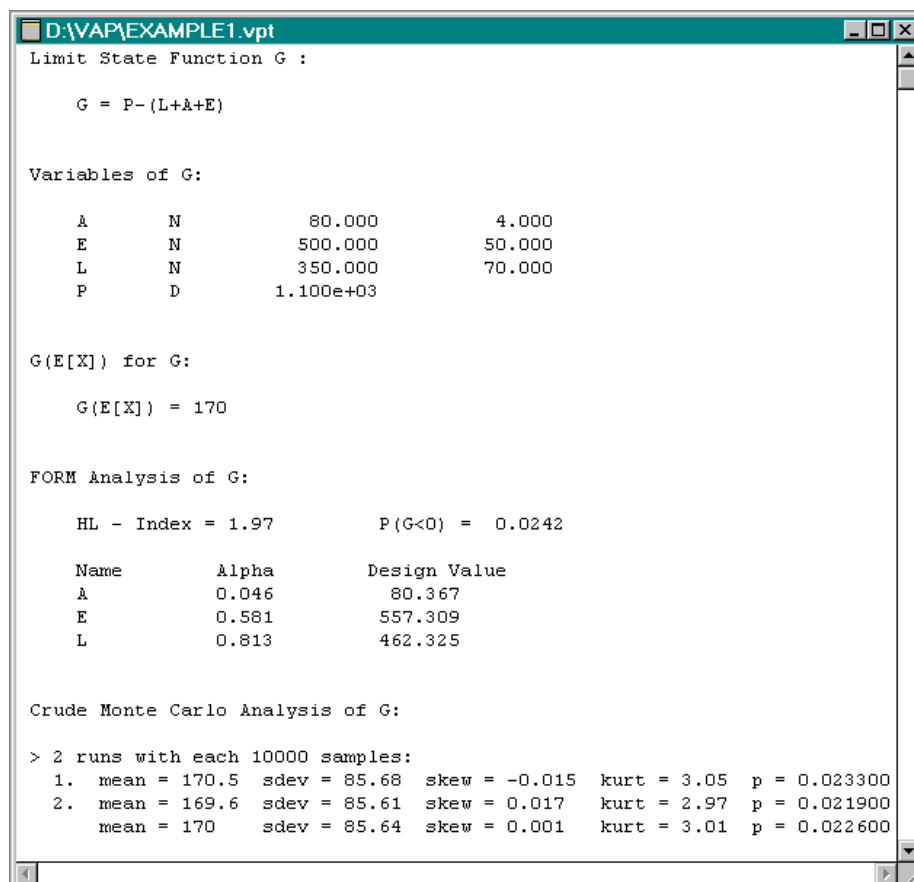 D:\VAP\EXAMPLE1.vpt
Limit State Function G :
G = P-(L+A+E)
Variables of G:
A N 80.000 4.000
E N 500.000 50.000
L N 350.000 70.000
P D 1.100e+03
G(E[X]) for G:
G(E[X]) = 170
FORM Analysis of G:
HL - Index = 1.97 P(G<0) = 0.0242
Name Alpha Design Value
A 0.046 80.367
E 0.581 557.309
L 0.813 462.325
Crude Monte Carlo Analysis of G:
> 2 runs with each 10000 samples:
1. mean = 170.5 sdev = 85.68 skew = -0.015 kurt = 3.05 p = 0.023300
2. mean = 169.6 sdev = 85.61 skew = 0.017 kurt = 2.97 p = 0.021900
mean = 170 sdev = 85.64 skew = 0.001 kurt = 3.01 p = 0.022600